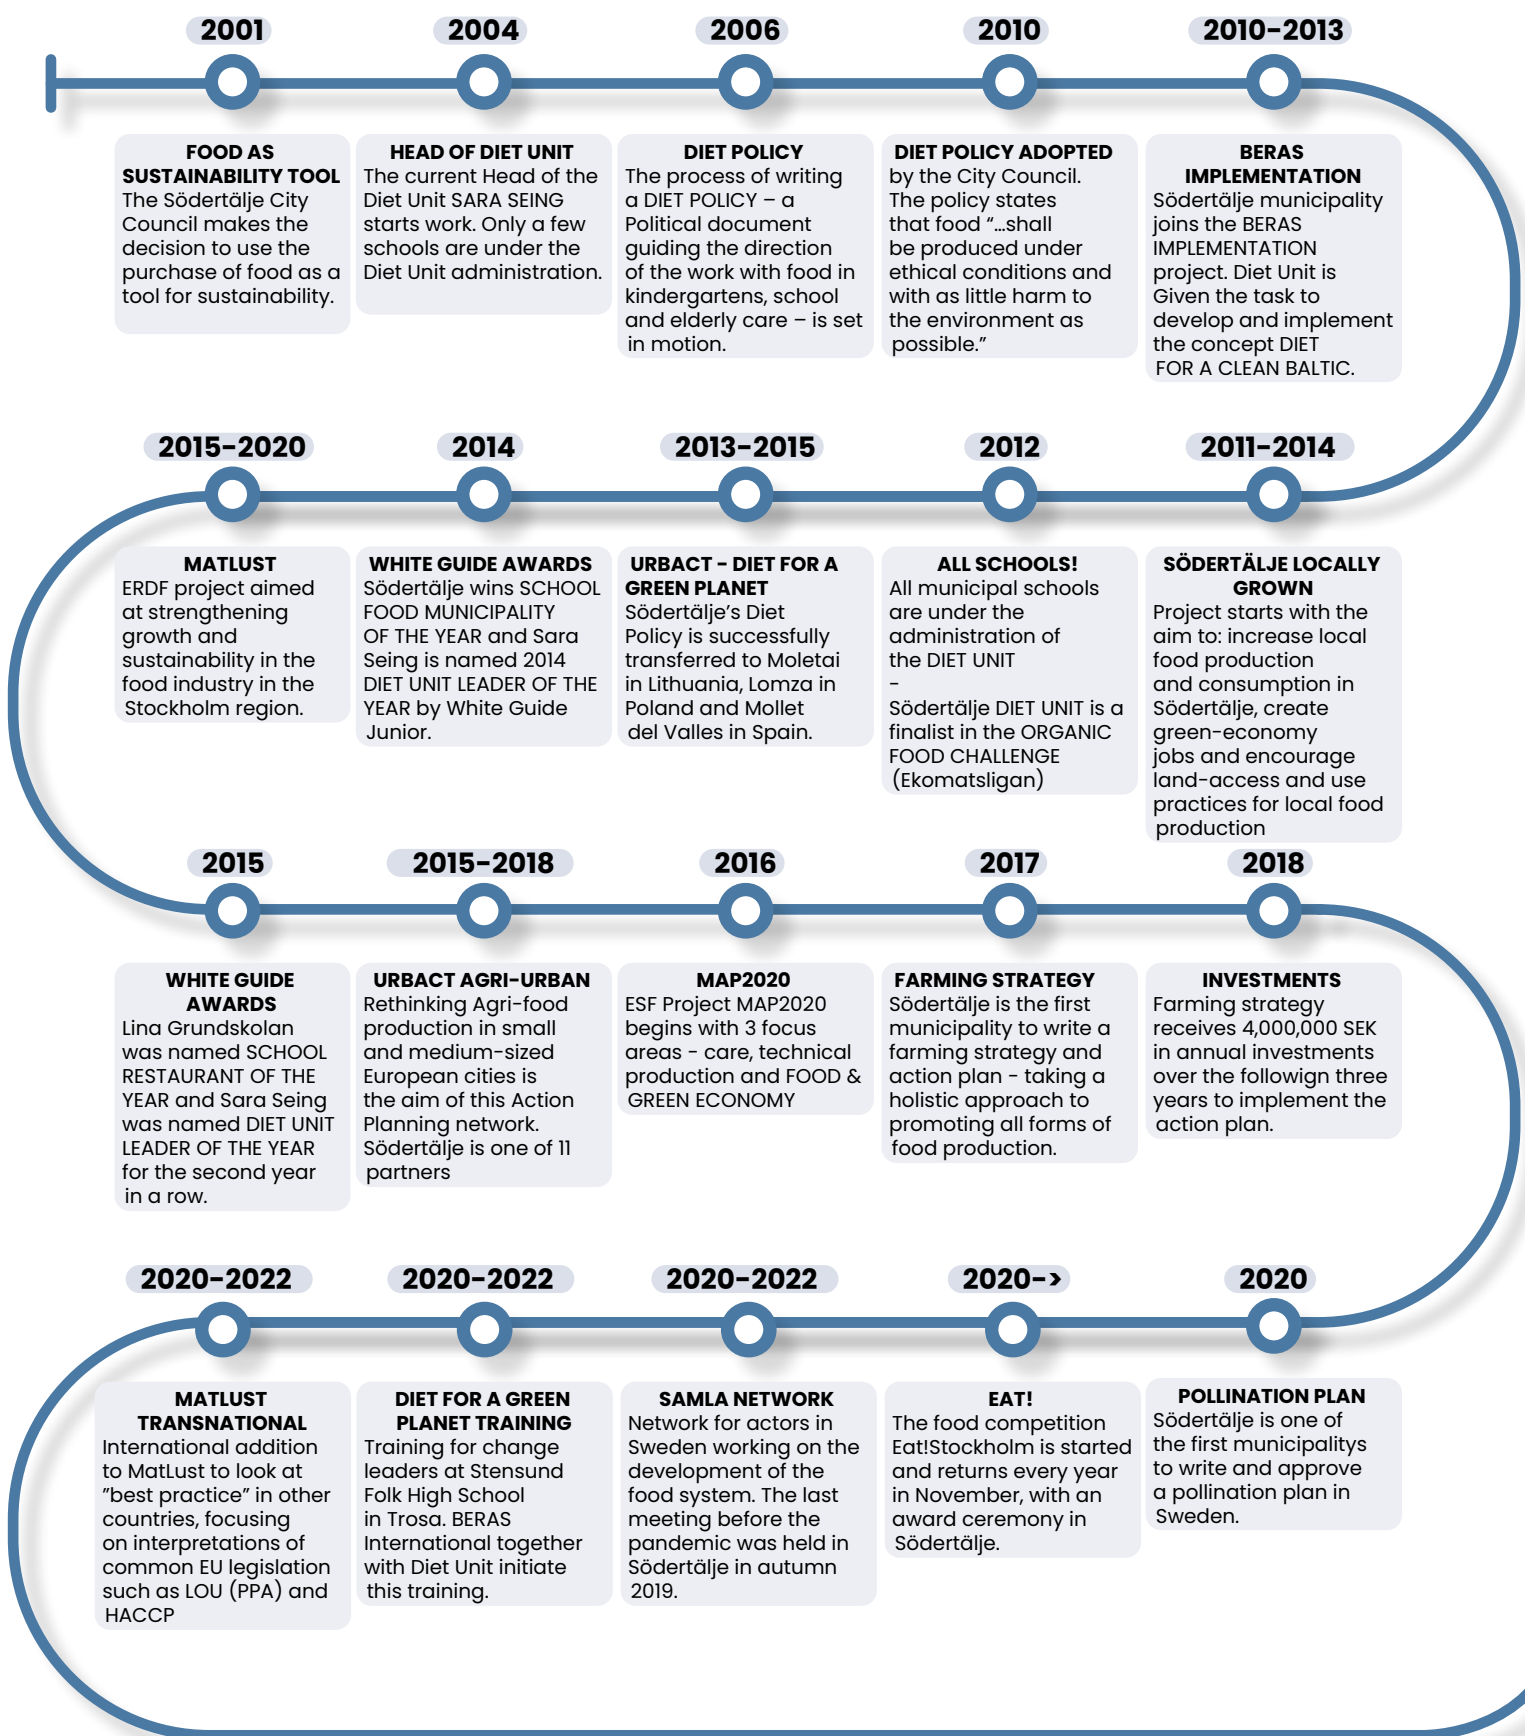 2001
FOOD AS
SUSTAINABILITY TOOL
The Södertälje City
Council makes the
decision to use the
purchase of food as a
tool for sustainability.
2004
HEAD OF DIET UNIT
The current Head of the
Diet Unit SARA SEING
starts work. Only a few
schools are under the
Diet Unit administration.
2006
DIET POLICY
The process of writing
a DIET POLICY – a
Political document
guiding the direction
of the work with food in
kindergartens, school
and elderly care – is set
in motion.
2010
DIET POLICY ADOPTED
by the City Council.
The policy states
that food “...shall
be produced under
ethical conditions and
with as little harm to
the environment as
possible.”
2010-2013
BERAS
IMPLEMENTATION
Södertälje municipality
joins the BERAS
IMPLEMENTATION
project. Diet Unit is
Given the task to
develop and implement
the concept DIET
FOR A CLEAN BALTIC.
2011-2014
SÖDERTÄLJE LOCALLY
GROWN
Project starts with the
aim to: increase local
food production
and consumption in
Södertälje, create
green-economy
jobs and encourage
land-access and use
practices for local food
production
2012
ALL SCHOOLS!
All municipal schools
are under the
administration of
the DIET UNIT
-
Södertälje DIET UNIT is a
finalist in the ORGANIC
FOOD CHALLENGE
(Ekomatsligan)
2013-2015
URBACT - DIET FOR A
GREEN PLANET
Södertälje’s Diet
Policy is successfully
transferred to Moletai
in Lithuania, Lomza in
Poland and Mollet
del Valles in Spain.
2014
WHITE GUIDE AWARDS
Södertälje wins SCHOOL
FOOD MUNICIPALITY
OF THE YEAR and Sara
Seing is named 2014
DIET UNIT LEADER OF THE
YEAR by White Guide
Junior.
2015-2020
MATLUST
ERDF project aimed
at strengthening
growth and
sustainability in the
food industry in the
Stockholm region.
2015
WHITE GUIDE
AWARDS
Lina Grundskolan
was named SCHOOL
RESTAURANT OF THE
YEAR and Sara Seing
was named DIET UNIT
LEADER OF THE YEAR
for the second year
in a row.
2015-2018
URBACT AGRI-URBAN
Rethinking Agri-food
production in small
and medium-sized
European cities is
the aim of this Action
Planning network.
Södertälje is one of 11
partners
2016
MAP2020
ESF Project MAP2020
begins with 3 focus
areas - care, technical
production and FOOD &
GREEN ECONOMY
2017
FARMING STRATEGY
Södertälje is the first
municipality to write a
farming strategy and
action plan - taking a
holistic approach to
promoting all forms of
food production.
2018
INVESTMENTS
Farming strategy
receives 4,000,000 SEK
in annual investments
over the followign three
years to implement the
action plan.
2020
POLLINATION PLAN
Södertälje is one of
the first municipalitys
to write and approve
a pollination plan in
Sweden.
2020->
EAT!
The food competition
Eat!Stockholm is started
and returns every year
in November, with an
award ceremony in
Södertälje.
2020-2022
SAMLA NETWORK
Network for actors in
Sweden working on the
development of the
food system. The last
meeting before the
pandemic was held in
Södertälje in autumn
2019.
2020-2022
DIET FOR A GREEN
PLANET TRAINING
Training for change
leaders at Stensund
Folk High School
in Trosa. BERAS
International together
with Diet Unit initiate
this training.
2020-2022
MATLUST
TRANSNATIONAL
International addition
to MatLust to look at
”best practice” in other
countries, focusing
on interpretations of
common EU legislation
such as LOU (PPA) and
HACCP